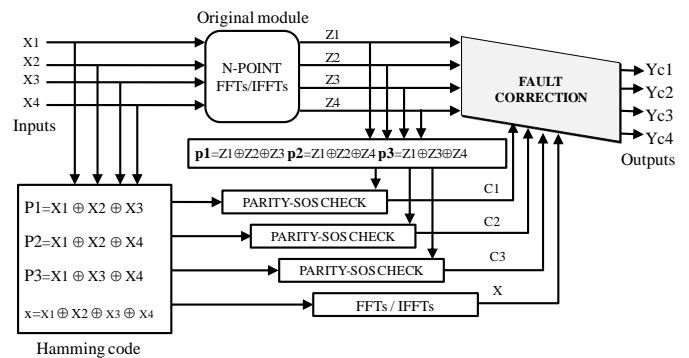 Original module
X1
X2
X3
X4
Inputs
N-POINT
FFTs/IFFTs
Z1
Z2
Z3
Z4
FAULT
CORRECTION
Yc1
Yc2
Yc3
Yc4
Outputs
p1=Z1⊕Z2⊕Z3 p2=Z1⊕Z2⊕Z4 p3=Z1⊕Z3⊕Z4
P1=X1 ⊕ X2 ⊕ X3
P2=X1 ⊕ X2 ⊕ X4
P3=X1 ⊕ X3 ⊕ X4
x=X1 ⊕ X2 ⊕ X3 ⊕ X4
Hamming code
PARITY-SOS CHECK
C1
PARITY-SOS CHECK
C2
PARITY-SOS CHECK
C3
FFTs / IFFTs
X